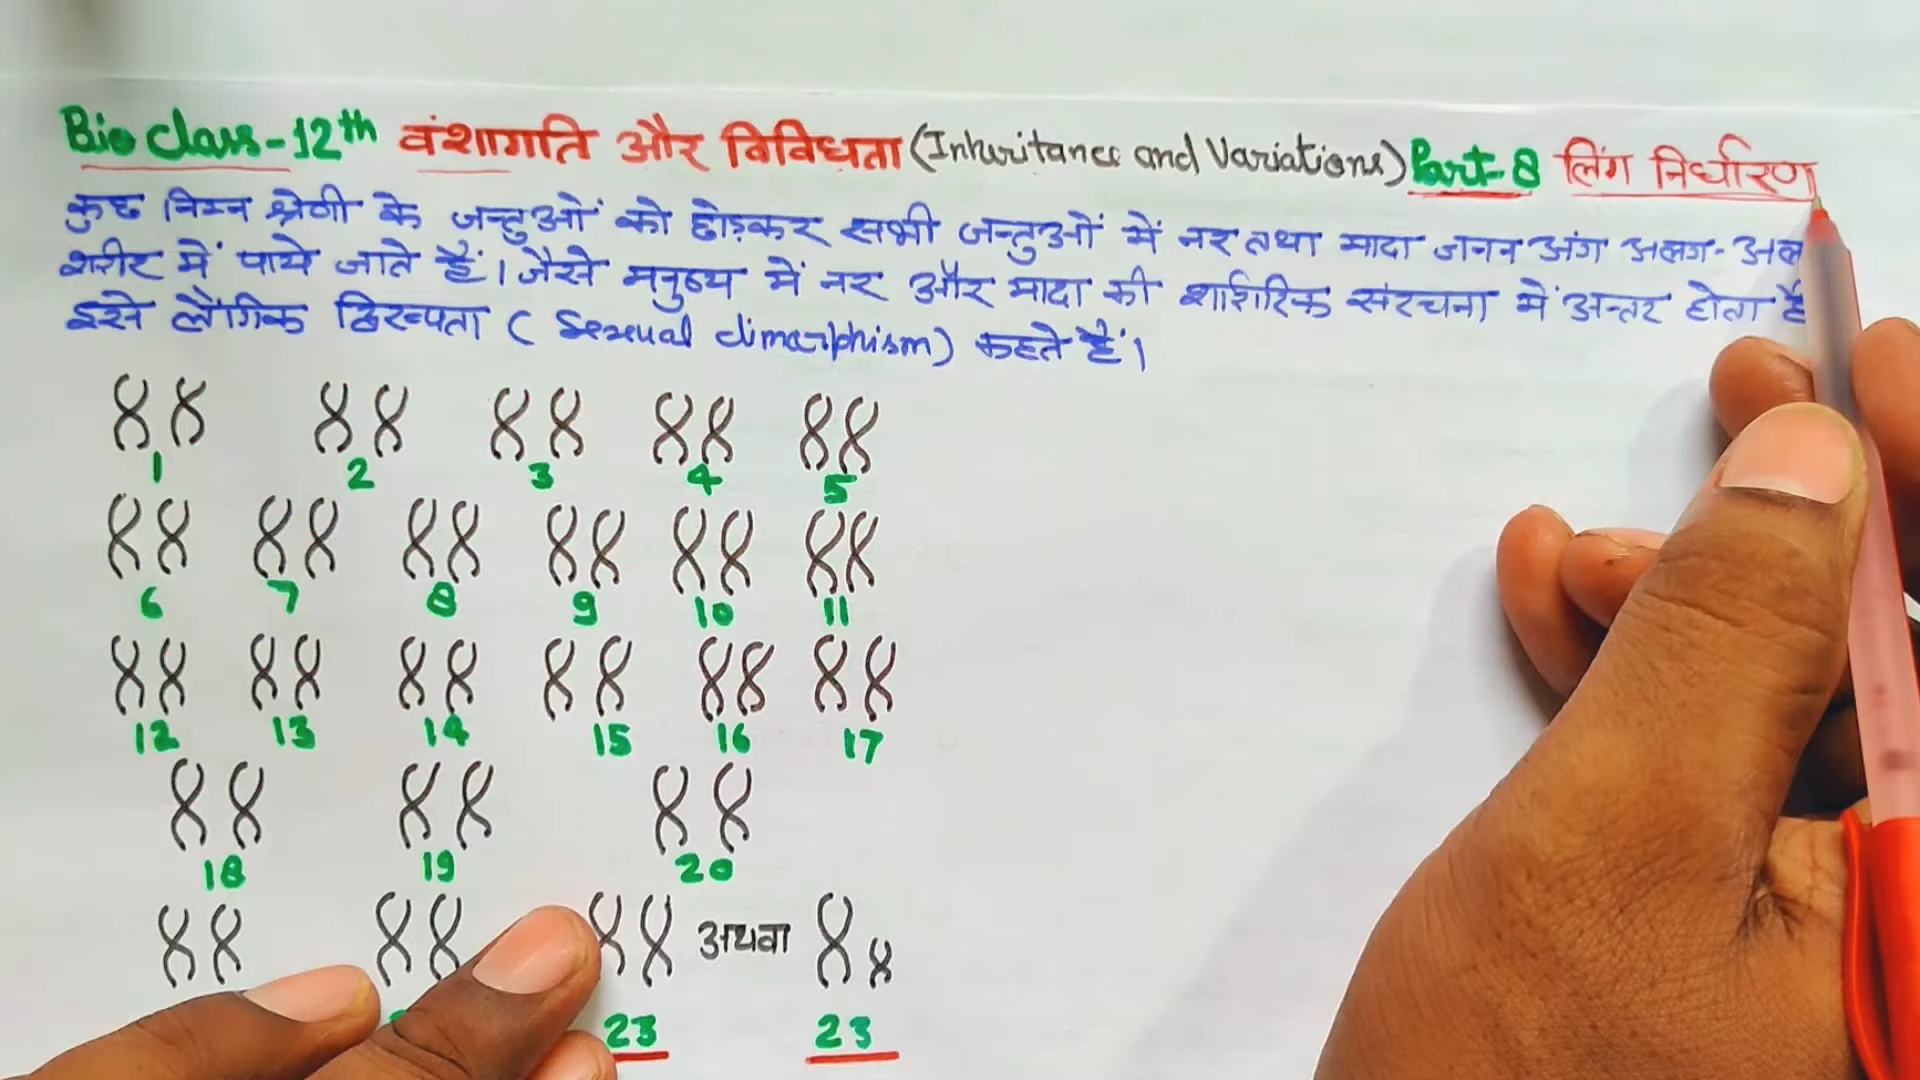 Bio Class-12th वंशागति और विविधता (Inheritance and Variations) Part-8 लिंग निर्धारण
कुछ निम्न श्रेणी के जन्तुओं को छोड़कर सभी जन्तुओं में नर तथा मादा जनन अंग अलग-अल
शरीर में पाये जाते हैं। जैसे मनुष्य में नर और मादा की शारीरिक संरचना में अन्तर होता है
इसे लैंगिक द्विरूपता (Sexual dimorphism) कहते हैं।
1 2 3 4 5
6 7 8 9 10 11
12 13 14 15 16 17
18 19 20
अथवा
23 23